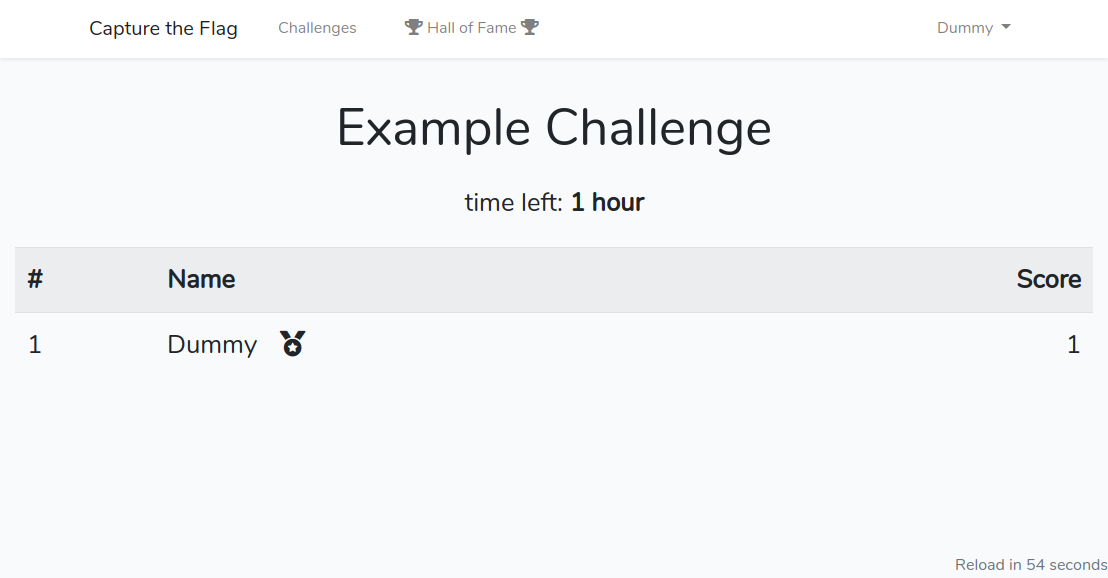 Capture the Flag Challenges Hall of Fame Dummy
Example Challenge
time left: 1 hour
# Name Score
1 Dummy 1
Reload in 54 seconds